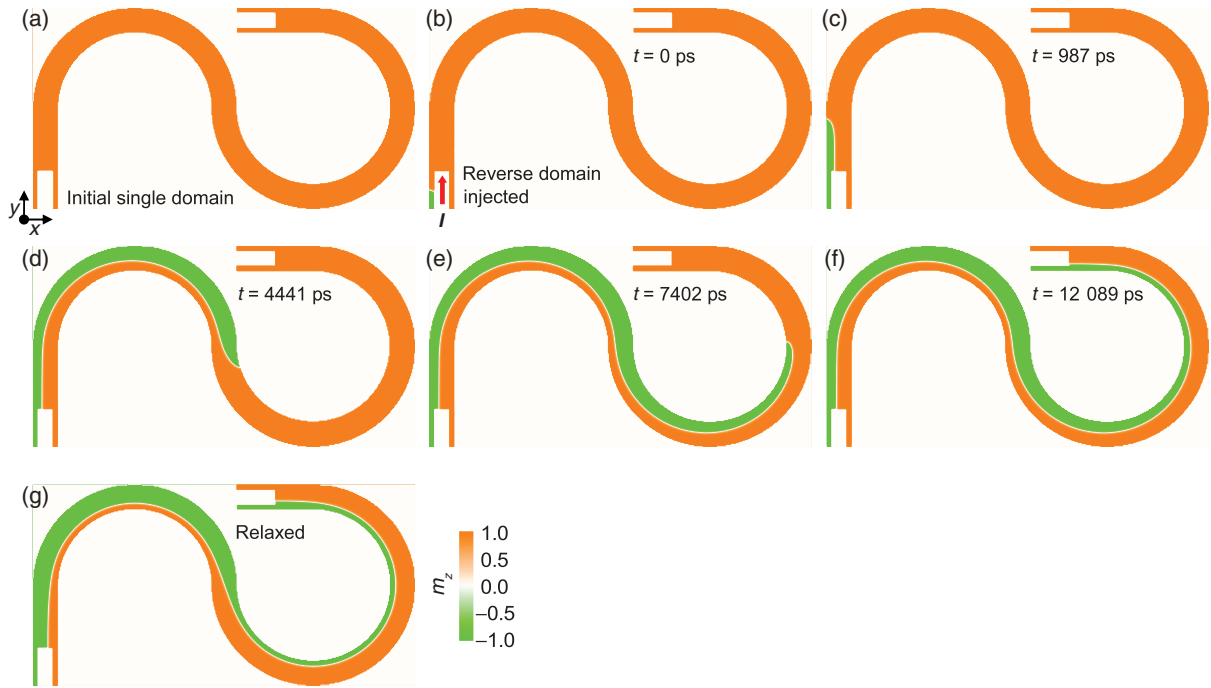 (a)
Initial single domain
y
x
(b)
t = 0 ps
Reverse domain
injected
I
(c)
t = 987 ps
(d)
t = 4441 ps
(e)
t = 7402 ps
(f)
t = 12 089 ps
(g)
Relaxed
m_z
1.0
0.5
0.0
−0.5
−1.0